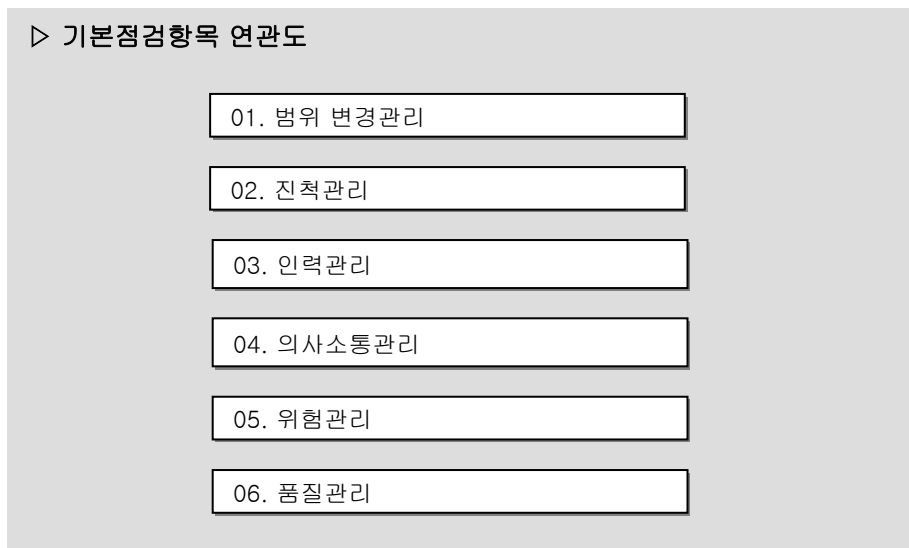 ▷ 기본점검항목 연관도
01. 범위 변경관리
02. 진척관리
03. 인력관리
04. 의사소통관리
05. 위험관리
06. 품질관리